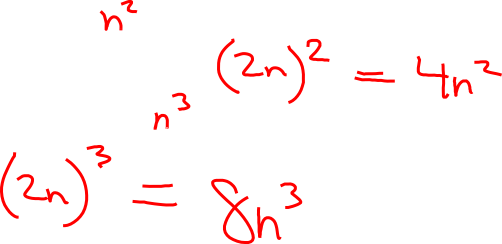 n²
(2n)² = 4n²
n³
(2n)³ = 8n³